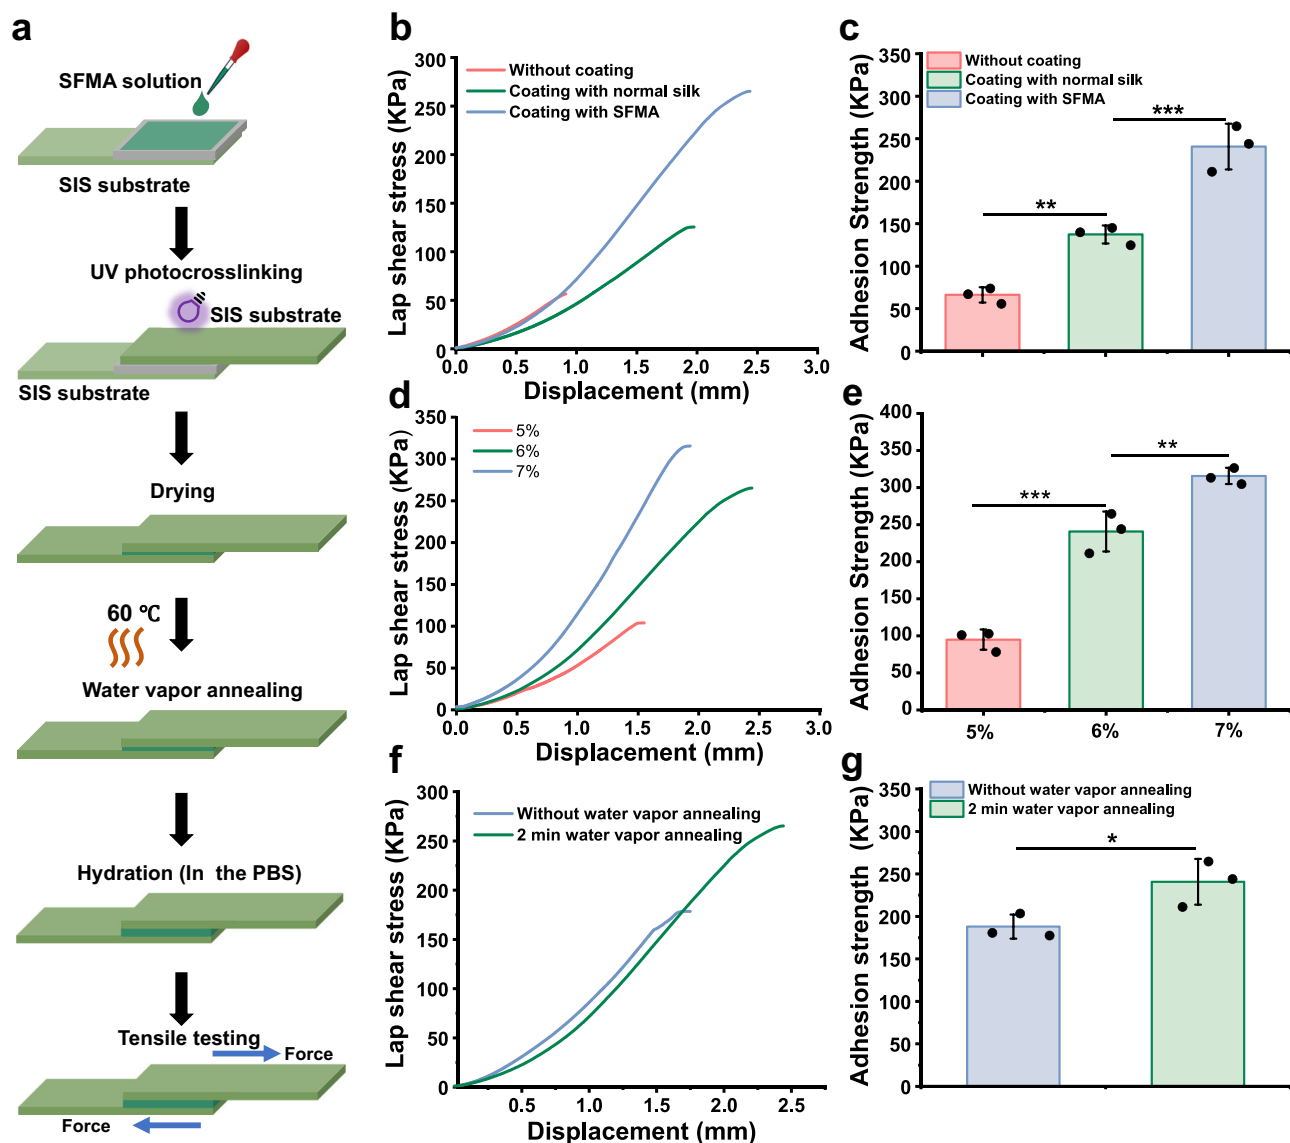 a
SFMA solution
SIS substrate
UV photocrosslinking
SIS substrate
SIS substrate
Drying
60 ℃
Water vapor annealing
Hydration (In the PBS)
Tensile testing
Force
Force
b
Lap shear stress (KPa)
300
250
200
150
100
50
0
Without coating
Coating with normal silk
Coating with SFMA
0.0 0.5 1.0 1.5 2.0 2.5 3.0
Displacement (mm)
c
Adhesion Strength (KPa)
350
300
250
200
150
100
50
0
Without coating
Coating with normal silk
Coating with SFMA
***
**
d
Lap shear stress (KPa)
350
300
250
200
150
100
50
0
5%
6%
7%
0.0 0.5 1.0 1.5 2.0 2.5 3.0
Displacement (mm)
e
Adhesion Strength (KPa)
400
350
300
250
200
150
100
50
0
**
***
5% 6% 7%
f
Lap shear stress (KPa)
300
250
200
150
100
50
0
Without water vapor annealing
2 min water vapor annealing
0.5 1.0 1.5 2.0 2.5
Displacement (mm)
g
Adhesion strength (KPa)
350
300
250
200
150
100
50
0
Without water vapor annealing
2 min water vapor annealing
*